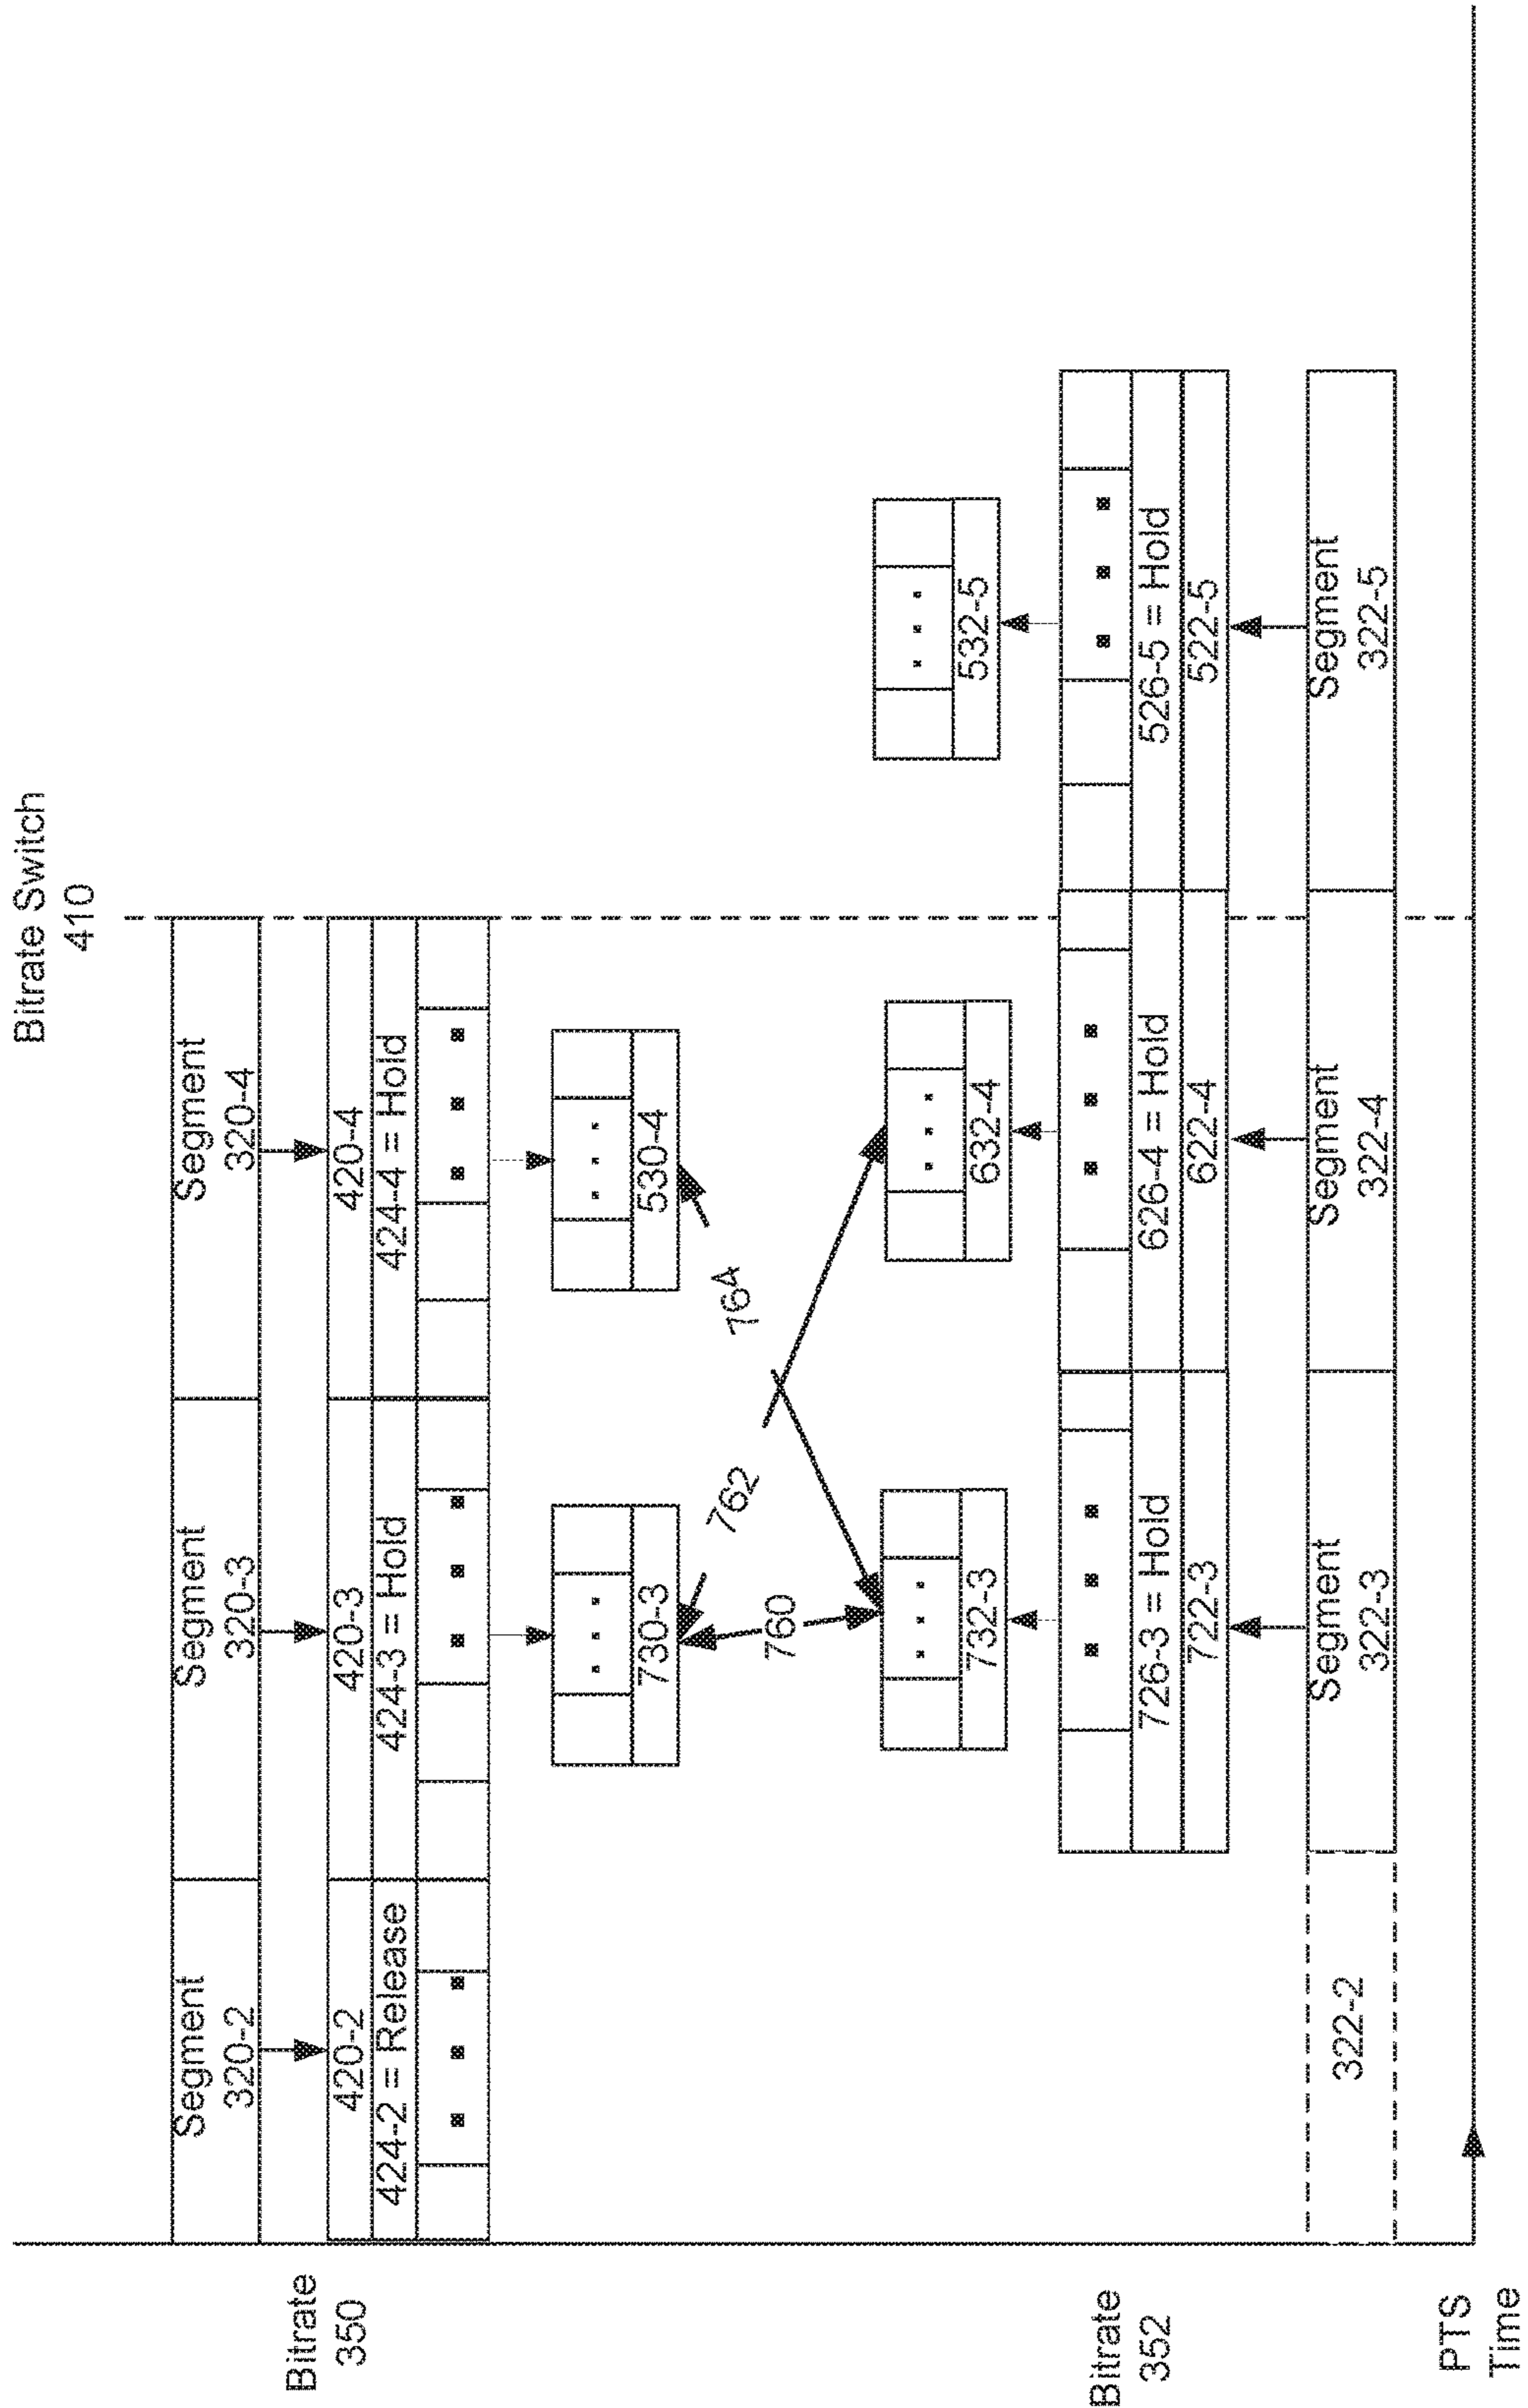 Bitrate Switch
410
Bitrate
350
Segment
320-2
Segment
320-3
Segment
320-4
420-2
420-3
420-4
424-2 = Release
424-3 = Hold
424-4 = Hold
730-3
530-4
762
764
760
732-3
632-4
532-5
Bitrate
352
726-3 = Hold
626-4 = Hold
526-5 = Hold
722-3
622-4
522-5
322-2
Segment
322-3
Segment
322-4
Segment
322-5
PTS
Time